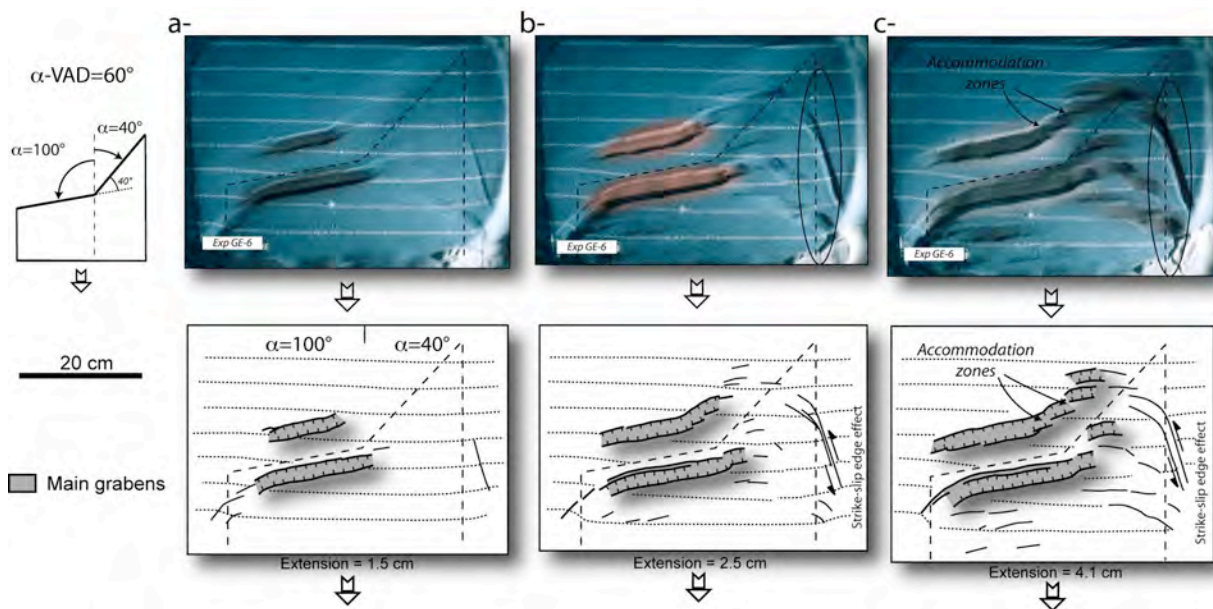 a-
b-
c-
α-VAD=60°
α=40°
α=100°
40°
Exp GE-6
Exp GE-6
Accommodation
zones
Exp GE-6
20 cm
Main grabens
α=100°
α=40°
Extension = 1.5 cm
Strike-slip edge effect
Extension = 2.5 cm
Accommodation
zones
Strike-slip edge effect
Extension = 4.1 cm